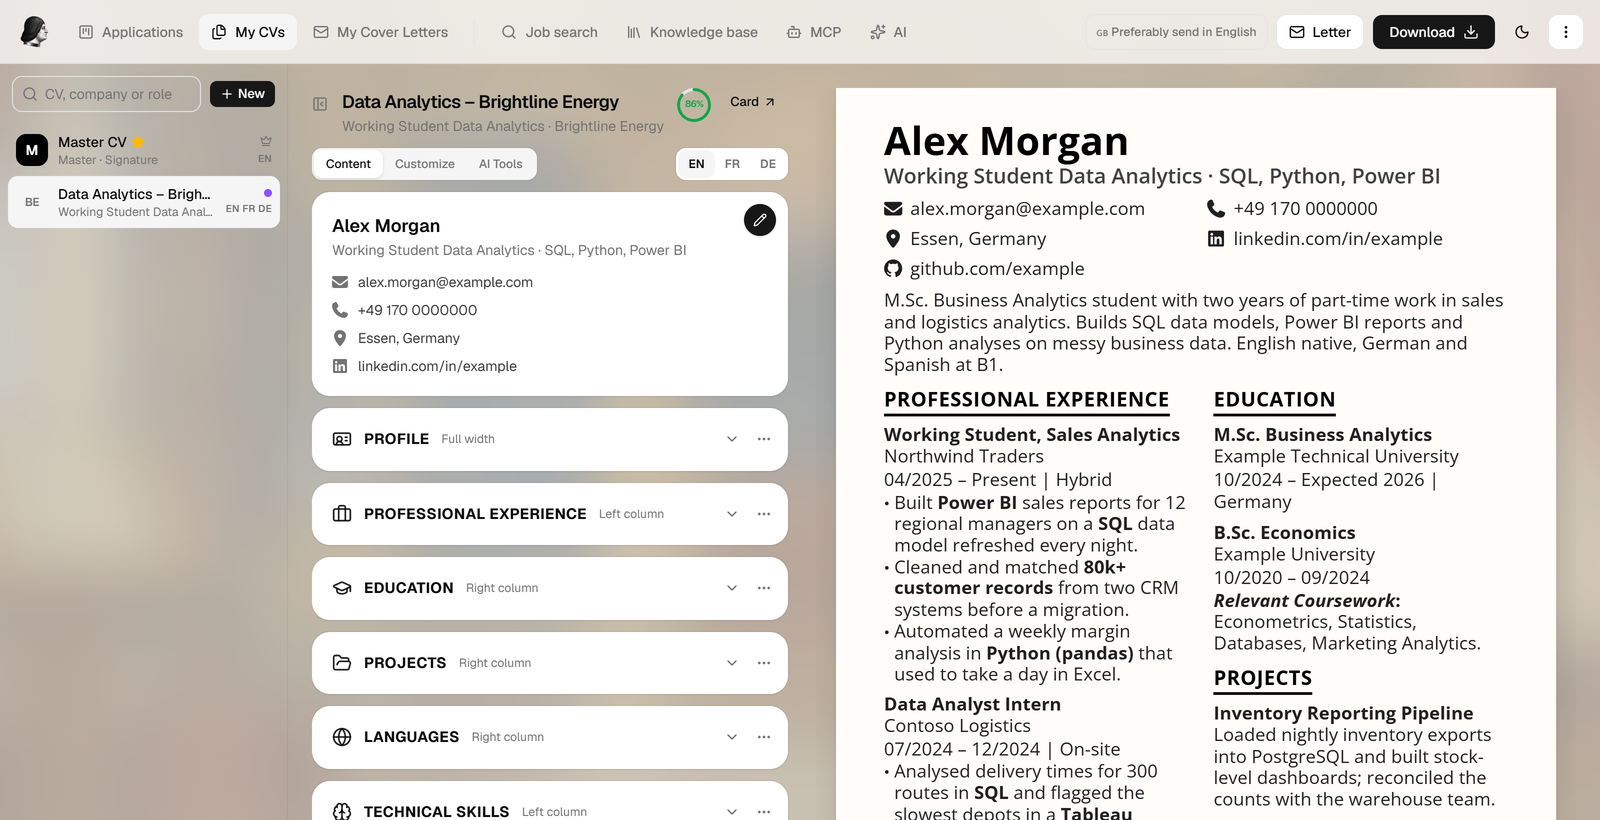 Applications
My CVs
My Cover Letters
Job search
Knowledge base
MCP
AI
GB Preferably send in English
Letter
Download
CV, company or role
+ New
M
Master CV
Master · Signature
EN
BE
Data Analytics – Brigh...
Working Student Data Anal...
EN FR DE
Data Analytics – Brightline Energy
Working Student Data Analytics · Brightline Energy
86%
Card
Content
Customize
AI Tools
EN
FR
DE
Alex Morgan
Working Student Data Analytics · SQL, Python, Power BI
alex.morgan@example.com
+49 170 0000000
Essen, Germany
linkedin.com/in/example
PROFILE Full width
PROFESSIONAL EXPERIENCE Left column
EDUCATION Right column
PROJECTS Right column
LANGUAGES Right column
TECHNICAL SKILLS Left column
Alex Morgan
Working Student Data Analytics · SQL, Python, Power BI
alex.morgan@example.com
+49 170 0000000
Essen, Germany
linkedin.com/in/example
github.com/example
M.Sc. Business Analytics student with two years of part-time work in sales
and logistics analytics. Builds SQL data models, Power BI reports and
Python analyses on messy business data. English native, German and
Spanish at B1.
PROFESSIONAL EXPERIENCE
Working Student, Sales Analytics
Northwind Traders
04/2025 – Present | Hybrid
• Built Power BI sales reports for 12
regional managers on a SQL data
model refreshed every night.
• Cleaned and matched 80k+
customer records from two CRM
systems before a migration.
• Automated a weekly margin
analysis in Python (pandas) that
used to take a day in Excel.
Data Analyst Intern
Contoso Logistics
07/2024 – 12/2024 | On-site
• Analysed delivery times for 300
routes in SQL and flagged the
slowest depots in a Tableau
EDUCATION
M.Sc. Business Analytics
Example Technical University
10/2024 – Expected 2026 |
Germany
B.Sc. Economics
Example University
10/2020 – 09/2024
Relevant Coursework:
Econometrics, Statistics,
Databases, Marketing Analytics.
PROJECTS
Inventory Reporting Pipeline
Loaded nightly inventory exports
into PostgreSQL and built stock-
level dashboards; reconciled the
counts with the warehouse team.